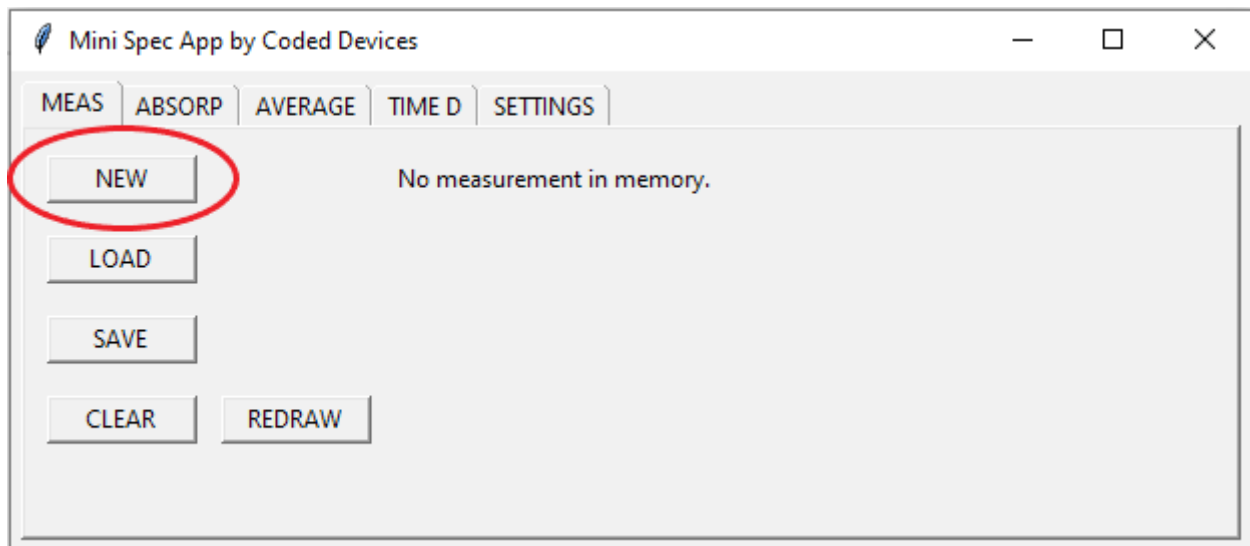 Mini Spec App by Coded Devices
MEAS ABSORP AVERAGE TIME D SETTINGS
NEW No measurement in memory.
LOAD
SAVE
CLEAR REDRAW